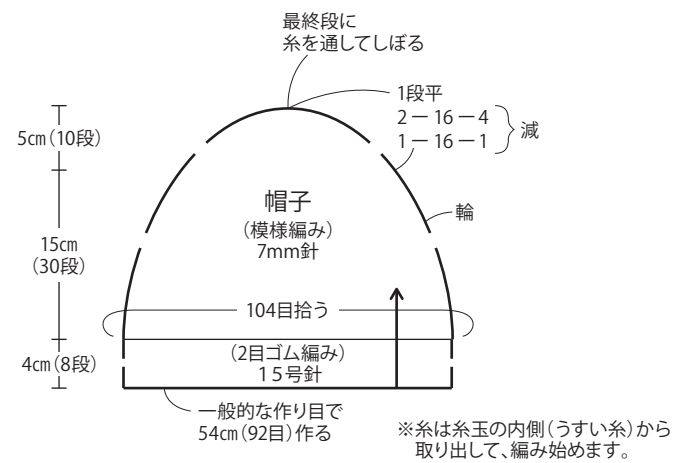 最終段に
糸を通してしぼる
1段平
2－16－4
1－16－1
減
5cm（10段）
帽子
（模様編み）
7mm針
輪
15cm
（30段）
104目拾う
4cm（8段）
（2目ゴム編み）
15号針
一般的な作り目で
54cm（92目）作る
※糸は糸玉の内側（うすい糸）から
取り出して、編み始めます。